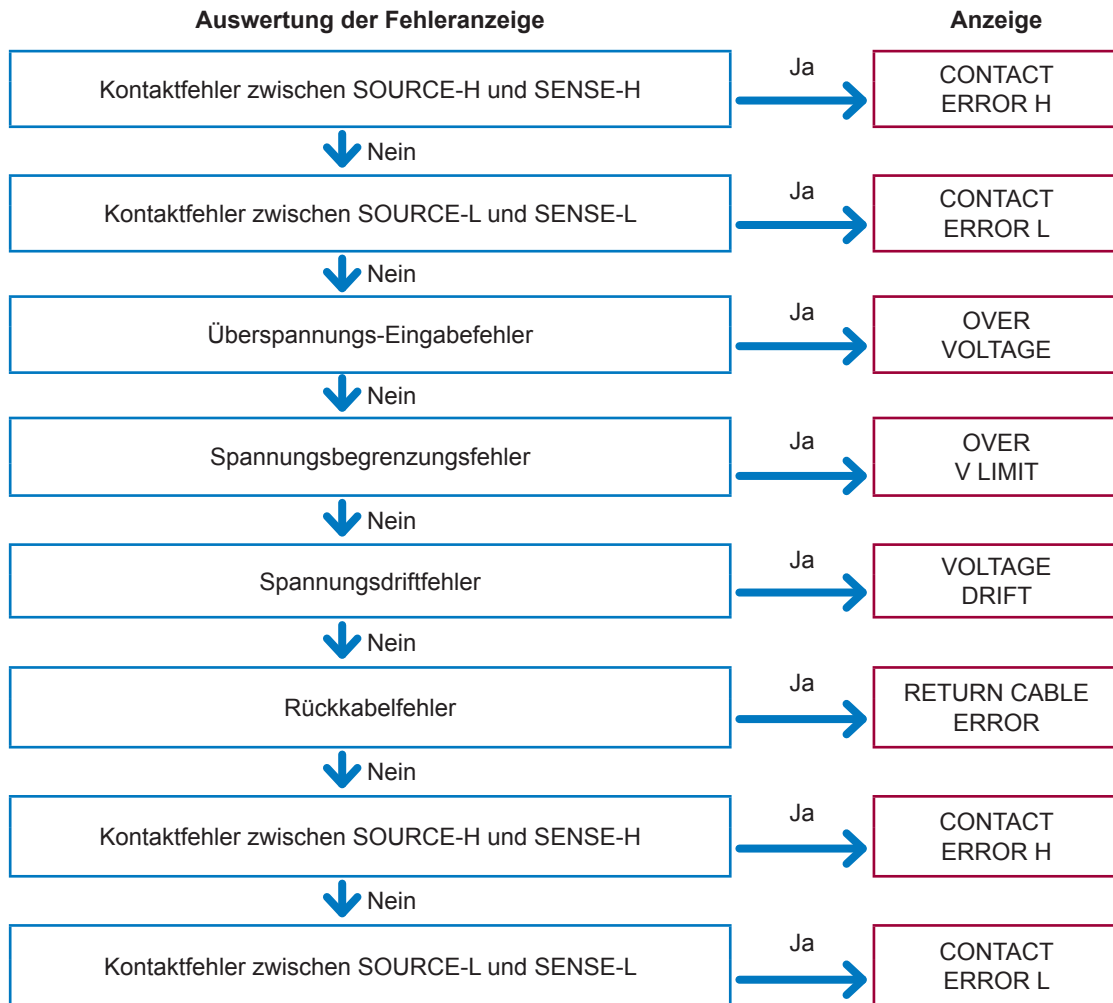 Auswertung der Fehleranzeige
Anzeige
Kontaktfehler zwischen SOURCE-H und SENSE-H
Ja
CONTACT
ERROR H
Nein
Kontaktfehler zwischen SOURCE-L und SENSE-L
Ja
CONTACT
ERROR L
Nein
Überspannungs-Eingabefehler
Ja
OVER
VOLTAGE
Nein
Spannungsbegrenzungsfehler
Ja
OVER
V LIMIT
Nein
Spannungsdriftfehler
Ja
VOLTAGE
DRIFT
Nein
Rückkabelfehler
Ja
RETURN CABLE
ERROR
Nein
Kontaktfehler zwischen SOURCE-H und SENSE-H
Ja
CONTACT
ERROR H
Nein
Kontaktfehler zwischen SOURCE-L und SENSE-L
Ja
CONTACT
ERROR L